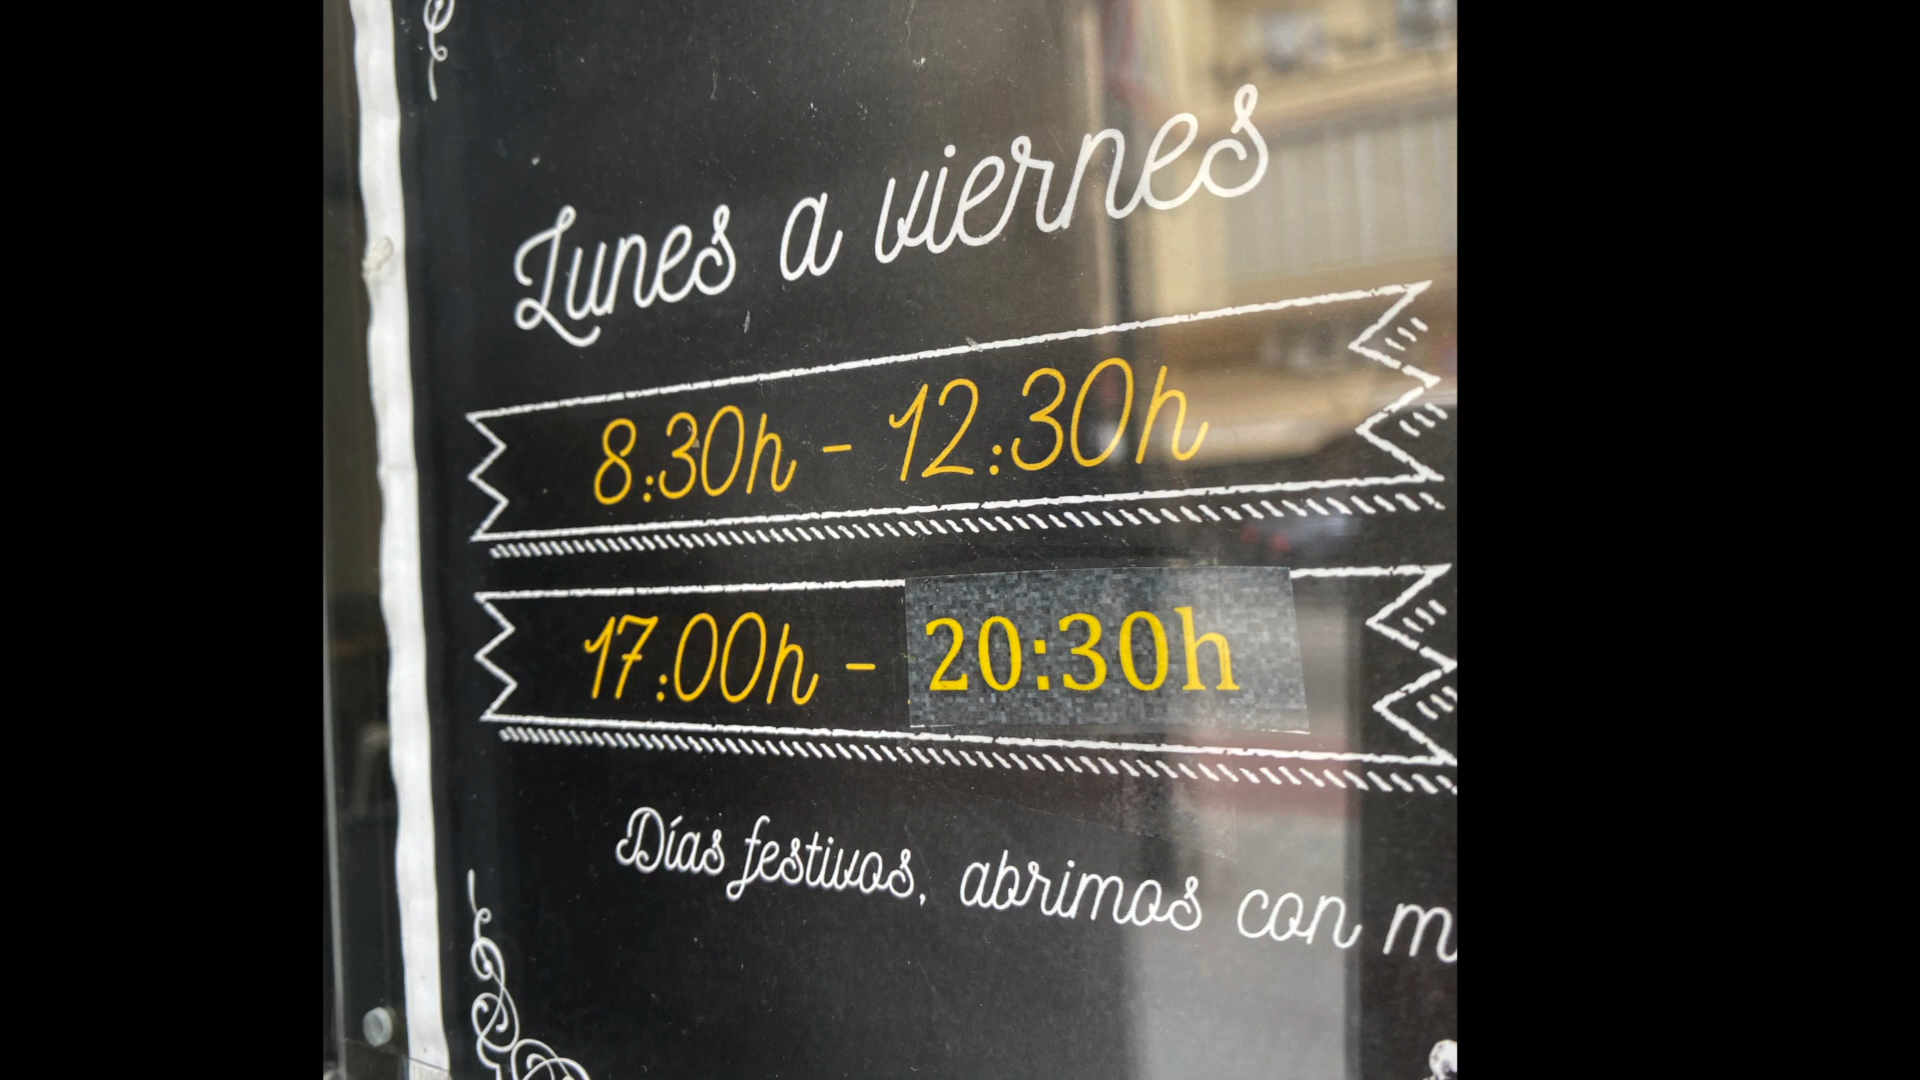 Lunes a viernes
8:30h - 12:30h
17:00h - 20:30h
Días festivos, abrimos con